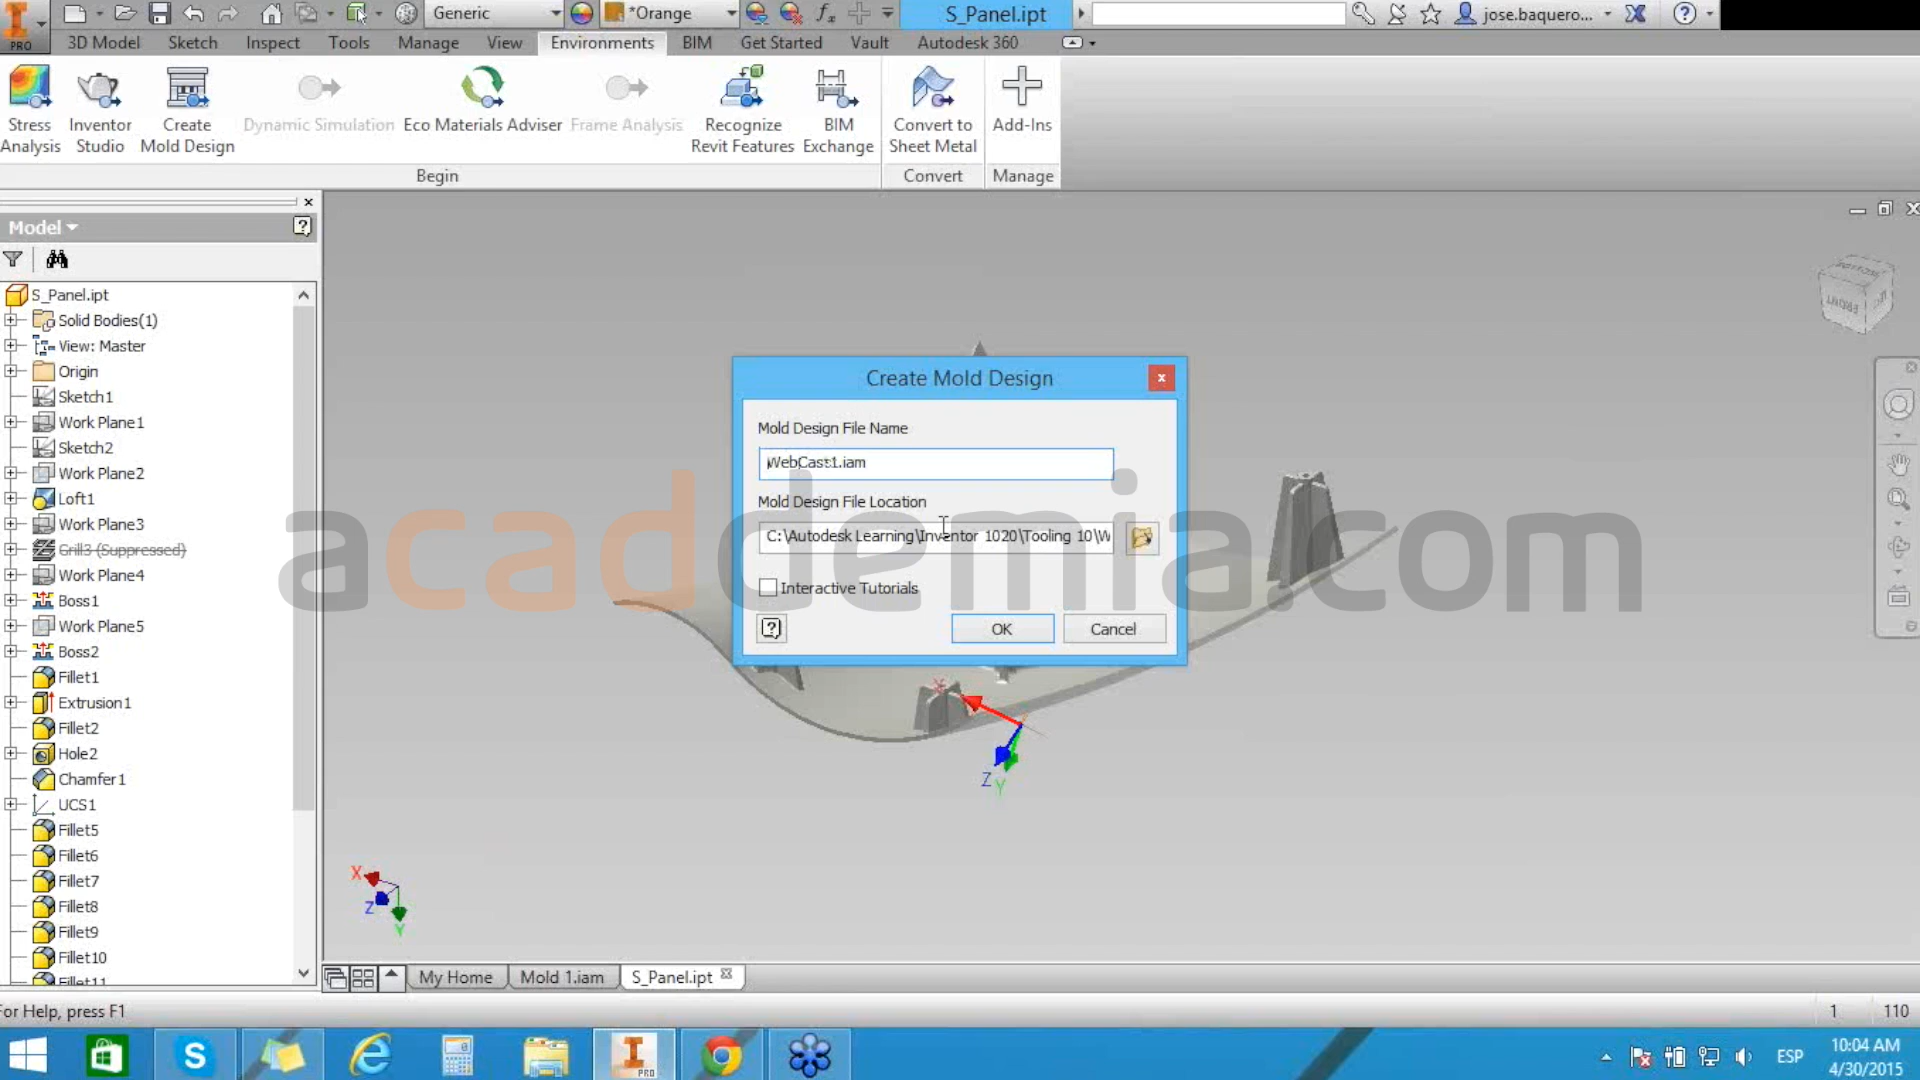 PRO
Generic
*Orange
S_Panel.ipt
jose.baquero...
3D Model Sketch Inspect Tools Manage View Environments BIM Get Started Vault Autodesk 360
Stress Analysis
Inventor Studio
Create Mold Design
Dynamic Simulation
Eco Materials Adviser
Frame Analysis
Recognize Revit Features
BIM Exchange
Convert to Sheet Metal
Add-Ins
Begin
Convert
Manage
Model
S_Panel.ipt
Solid Bodies(1)
View: Master
Origin
Sketch1
Work Plane1
Sketch2
Work Plane2
Loft1
Work Plane3
Grill3 (Suppressed)
Work Plane4
Boss1
Work Plane5
Boss2
Fillet1
Extrusion1
Fillet2
Hole2
Chamfer1
UCS1
Fillet5
Fillet6
Fillet7
Fillet8
Fillet9
Fillet10
Fillet11
Create Mold Design
Mold Design File Name
WebCast1.iam
Mold Design File Location
C:\Autodesk Learning\Inventor 1020\Tooling 10\W
Interactive Tutorials
OK
Cancel
acaddemia.com
FRONT
X
Z
Y
X
Z
Y
My Home
Mold 1.iam
S_Panel.ipt
For Help, press F1
1
110
PRO
ESP
10:04 AM
4/30/2015